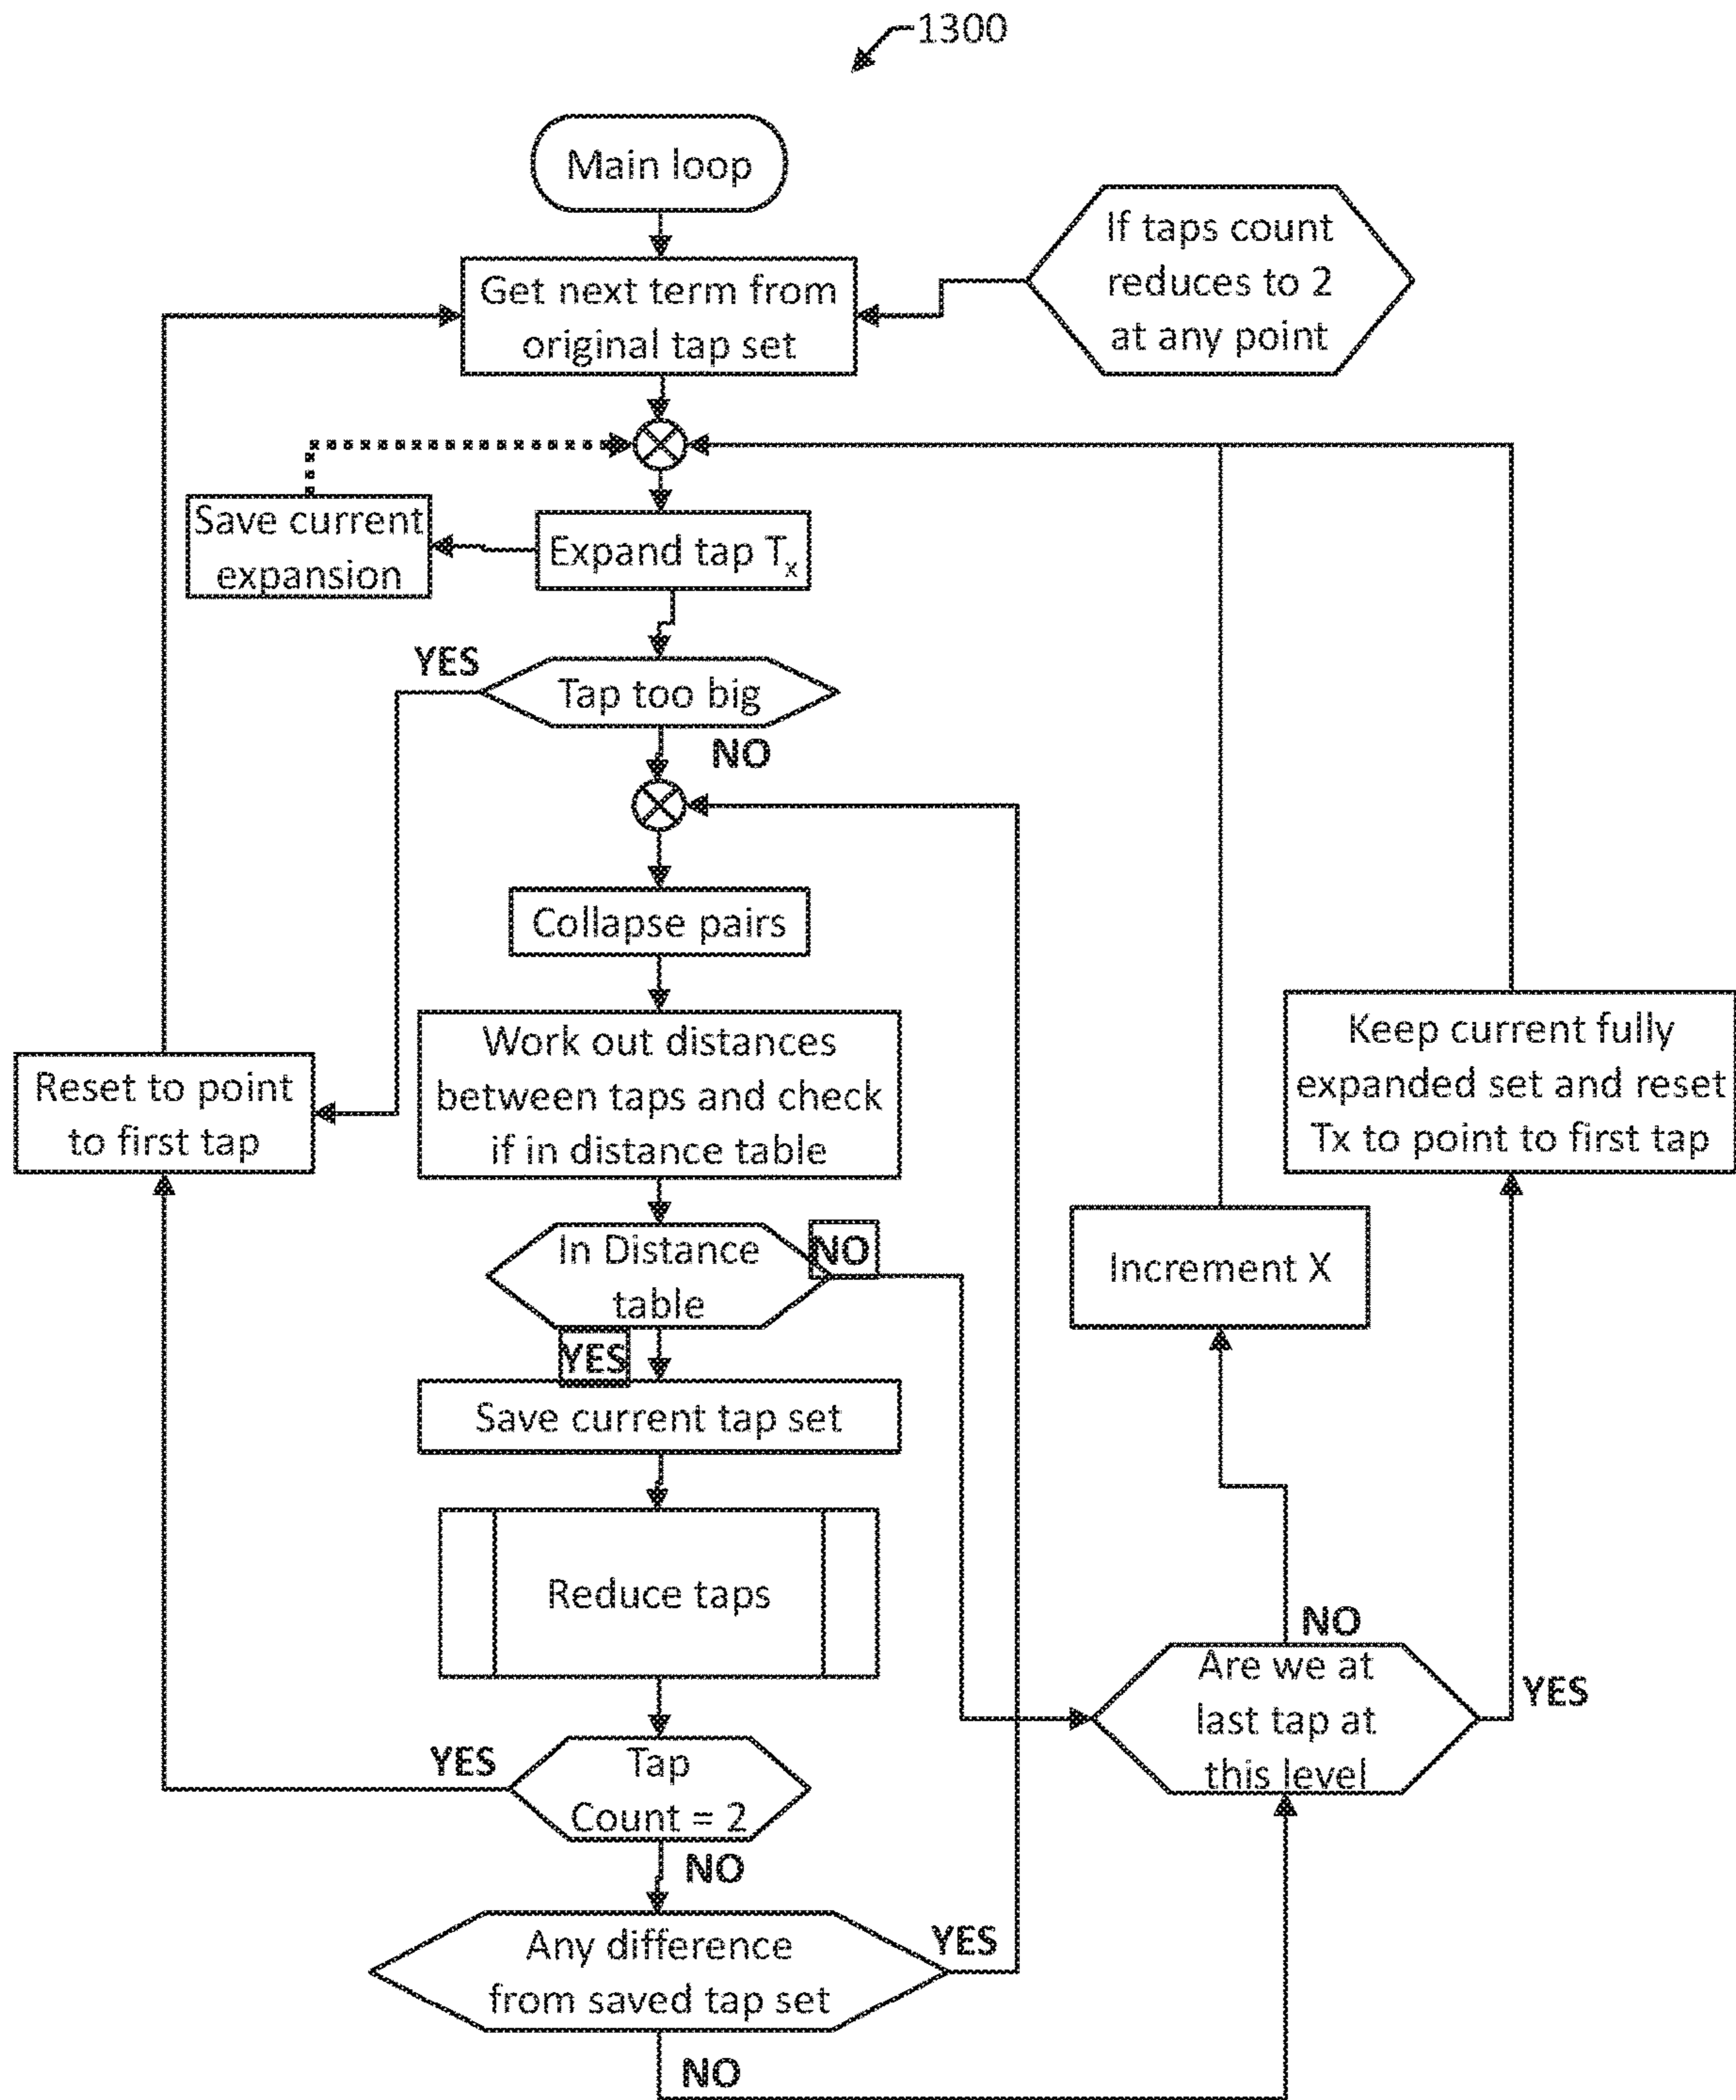 1300
Main loop
If taps count
reduces to 2
at any point
Get next term from
original tap set
Save current
expansion
Expand tap Tx
YES
Tap too big
NO
Collapse pairs
Work out distances
between taps and check
if in distance table
Reset to point
to first tap
Keep current fully
expanded set and reset
Tx to point to first tap
In Distance
table
NO
Increment X
YES
Save current tap set
Reduce taps
NO
Are we at
last tap at
this level
YES
YES
Tap
Count = 2
NO
Any difference
from saved tap set
YES
NO